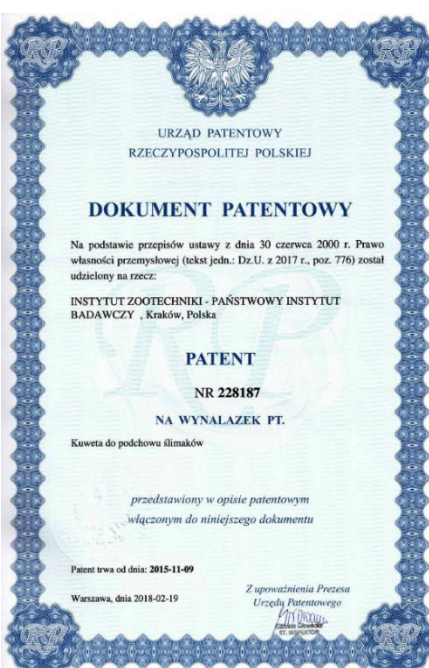 URZĄD PATENTOWY
RZECZYPOSPOLITEJ POLSKIEJ
DOKUMENT PATENTOWY
Na podstawie przepisów ustawy z dnia 30 czerwca 2000 r. Prawo
własności przemysłowej (tekst jedn.: Dz.U. z 2017 r., poz. 776) został
udzielony na rzecz:
INSTYTUT ZOOTECHNIKI - PAŃSTWOWY INSTYTUT
BADAWCZY , Kraków, Polska
PATENT
NR 228187
NA WYNALAZEK PT.
Kuweta do podchowu ślimaków
przedstawiony w opisie patentowym
włączonym do niniejszego dokumentu
Patent trwa od dnia: 2015-11-09
Warszawa, dnia 2018-02-19
Z upoważnienia Prezesa
Urzędu Patentowego
ST. INSPEKTOR